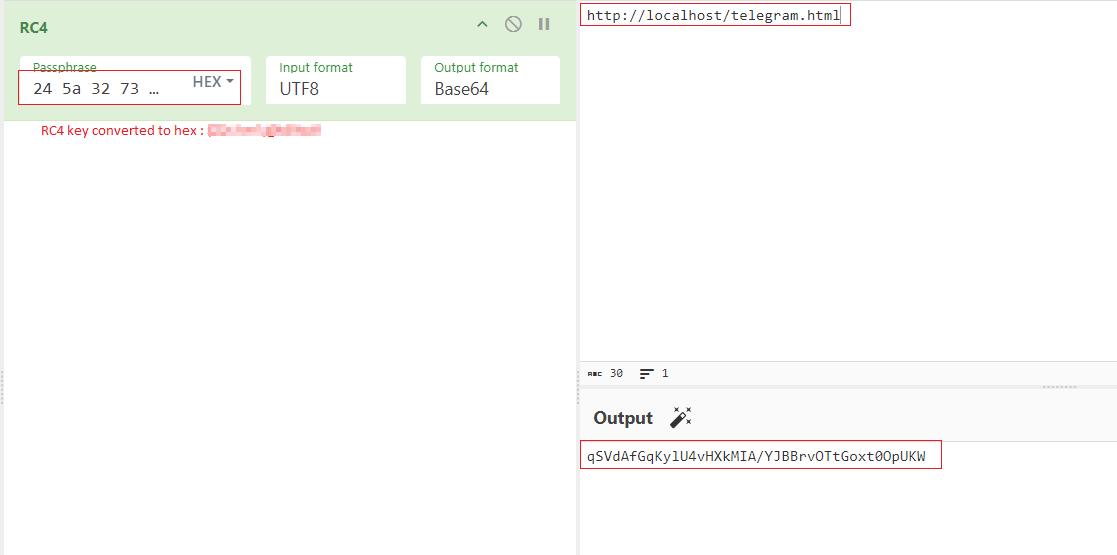 RC4
Passphrase
24 5a 32 73 ...
HEX
Input format
UTF8
Output format
Base64
RC4 key converted to hex :
http://localhost/telegram.html
ABC 30 1
Output
qSVdAfGqKylU4vHXkMIA/YJBBrvOTtGoxt0OpUKW